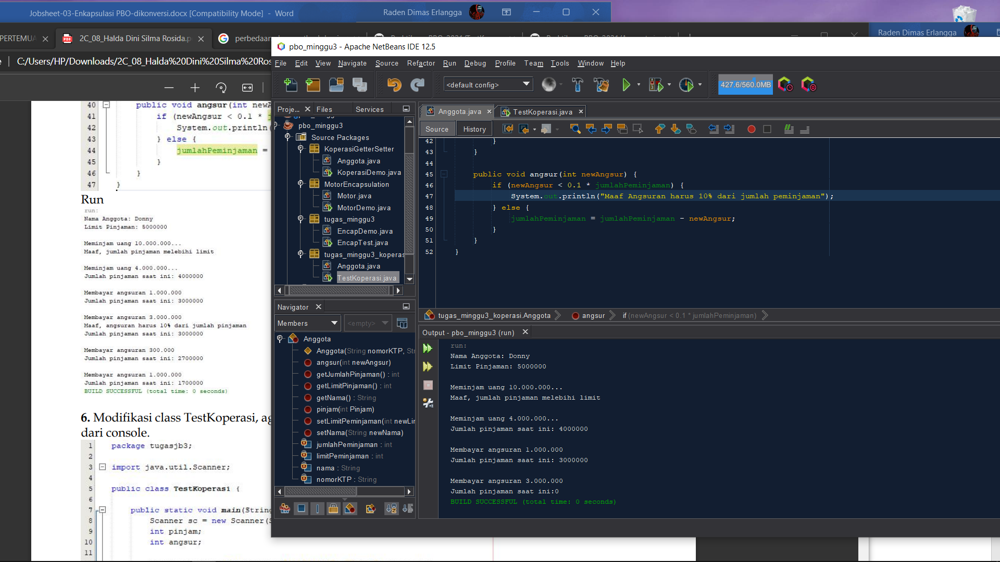 Jobsheet-03-Enkapsulasi PBO-dikonversi.docx [Compatibility Mode] - Word
Raden Dimas Erlangga
Raden Dimas Erlangga
2C_08_Halda Dini Silma Rosida.p
C:/Users/HP/Downloads/2C_08_Halda%20Dini%20Silma%20Ros
40 public void angsur(int newA
41 if (newAngsur < 0.1 *
42 System.out.println(
43 } else {
44 jumlahPeminjaman =
45 }
46 }
47 }
Run
run:
Nama Anggota: Donny
Limit Pinjaman: 5000000
Meminjam uang 10.000.000...
Maaf, jumlah pinjaman melebihi limit
Meminjam uang 4.000.000...
Jumlah pinjaman saat ini: 4000000
Membayar angsuran 1.000.000
Jumlah pinjaman saat ini: 3000000
Membayar angsuran 3.000.000
Maaf, angsuran harus 10% dari jumlah pinjaman
Jumlah pinjaman saat ini: 3000000
Membayar angsuran 300.000
Jumlah pinjaman saat ini: 2700000
Membayar angsuran 1.000.000
Jumlah pinjaman saat ini: 1700000
BUILD SUCCESSFUL (total time: 0 seconds)
6. Modifikasi class TestKoperasi, ag
dari console.
1 package tugasjb3;
2
3 import java.util.Scanner;
4
5 public class TestKoperasi {
6
7 public static void main(String
8 Scanner sc = new Scanner(S
9 int pinjam;
10 int angsur;
11
pbo_minggu3 - Apache NetBeans IDE 12.5
File Edit View Navigate Source Refactor Run Debug Profile Team Tools Window Help
<default config>
427.6/560.0MB
Proje... Files Services
pbo_minggu3
Source Packages
KoperasiGetterSetter
Anggota.java
KoperasiDemo.java
MotorEncapsulation
Motor.java
MotorDemo.java
tugas_minggu3
EncapDemo.java
EncapTest.java
tugas_minggu3_koperas
Anggota.java
TestKoperasi.java
Navigator
Members
<empty>
Anggota
Anggota(String nomorKTP, Str
angsur(int newAngsur)
getJumlahPinjaman() : int
getLimitPinjaman() : int
getNama() : String
pinjam(int Pinjam)
setLimitPeminjaman(int newLir
setNama(String newNama)
jumlahPeminjaman : int
limitPeminjaman : int
nama : String
nomorKTP : String
Anggota.java TestKoperasi.java
Source History
42 }
43 }
44
45 public void angsur(int newAngsur) {
46 if (newAngsur < 0.1 * jumlahPeminjaman) {
47 System.out.println("Maaf Angsuran harus 10% dari jumlah peminjaman");
48 } else {
49 jumlahPeminjaman = jumlahPeminjaman - newAngsur;
50 }
51 }
52 }
tugas_minggu3_koperasi.Anggota angsur if (newAngsur < 0.1 * jumlahPeminjaman)
Output - pbo_minggu3 (run)
run:
Nama Anggota: Donny
Limit Pinjaman: 5000000
Meminjam uang 10.000.000...
Maaf, jumlah pinjaman melebihi limit
Meminjam uang 4.000.000...
Jumlah pinjaman saat ini: 4000000
Membayar angsuran 1.000.000
Jumlah pinjaman saat ini: 3000000
Membayar angsuran 3.000.000
Jumlah pinjaman saat ini:0
BUILD SUCCESSFUL (total time: 0 seconds)